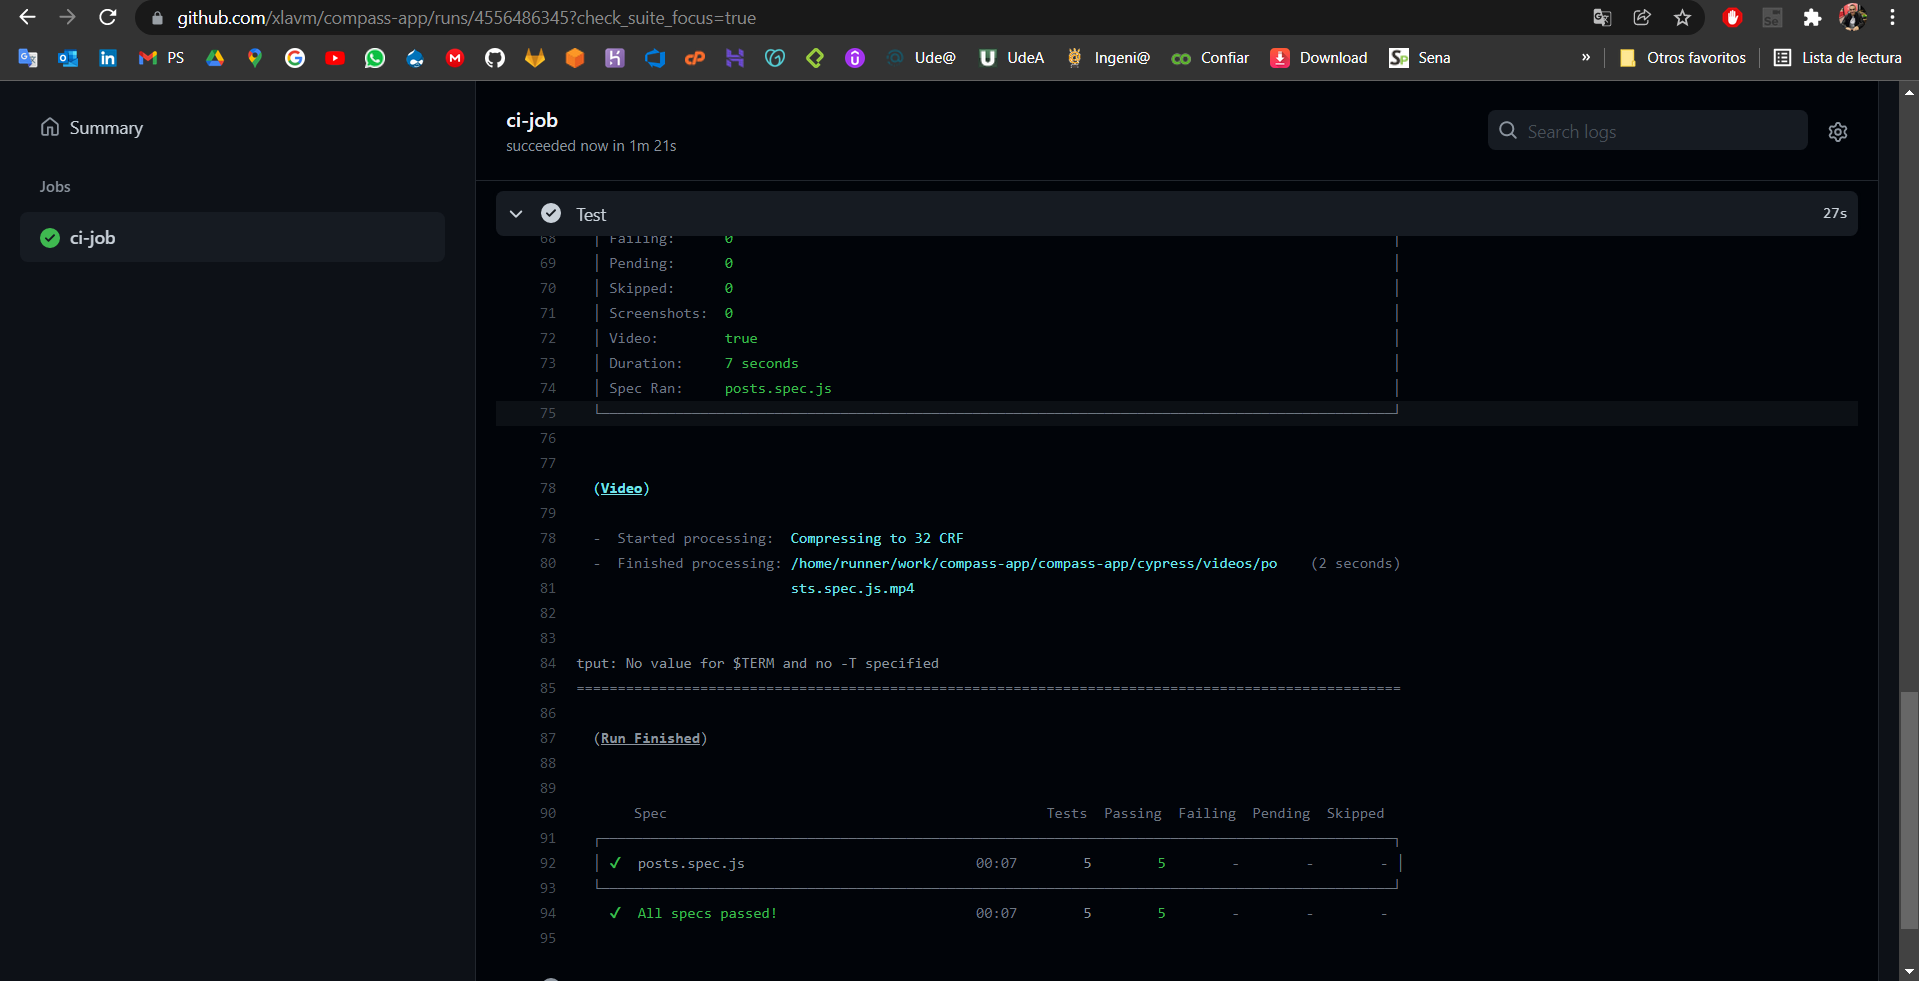 github.com/xlavm/compass-app/runs/4556486345?check_suite_focus=true
PS Ude@ UdeA Ingeni@ Confiar Download Sena » Otros favoritos Lista de lectura
Summary
Jobs
ci-job
ci-job
succeeded now in 1m 21s
Search logs
Test 27s
68 Failing: 0
69 Pending: 0
70 Skipped: 0
71 Screenshots: 0
72 Video: true
73 Duration: 7 seconds
74 Spec Ran: posts.spec.js
75
76
77
78 (Video)
79
78 - Started processing: Compressing to 32 CRF
80 - Finished processing: /home/runner/work/compass-app/compass-app/cypress/videos/po (2 seconds)
81 sts.spec.js.mp4
82
83
84 tput: No value for $TERM and no -T specified
85 ====================================================================================================
86
87 (Run Finished)
88
89
90 Spec Tests Passing Failing Pending Skipped
91
92 ✓ posts.spec.js 00:07 5 5 - - -
93
94 ✓ All specs passed! 00:07 5 5 - - -
95